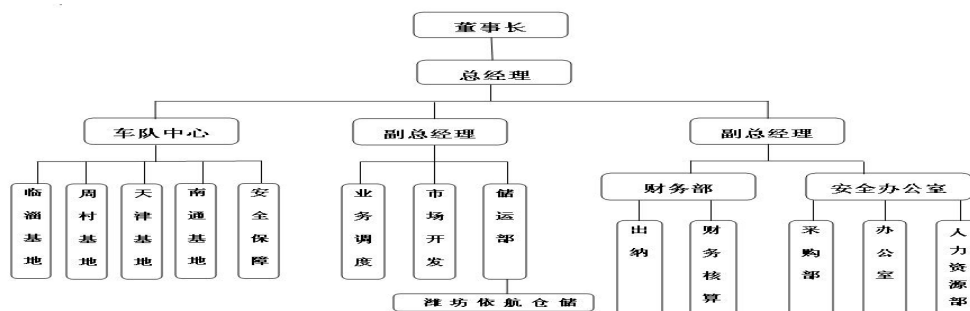 董事长
总经理
车队中心
副总经理
副总经理
财务部
安全办公室
临淄基地
周村基地
天津基地
南通基地
安全保障
业务调度
市场开发
储运部
出纳
财务核算
采购部
办公室
人力资源部
潍坊依航仓储